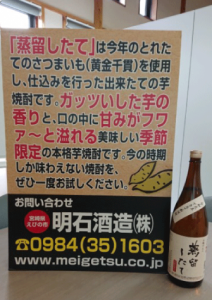 「蒸留したて」は今年のとれた
てのさつまいも(黄金千貫)を使用
し、仕込みを行った出来たての芋
焼酎です。ガッツいした芋の
香りと、口の中に甘みがフワ
ァ～と溢れる美味しい季節
限定の本格芋焼酎です。今の時期
しか味わえない焼酎を、
ぜひ一度お試しください。
お問い合わせ
宮崎県
えびの市
明石酒造㈱
☎0984(35)1603
www.meigetsu.co.jp
蒸留
したて